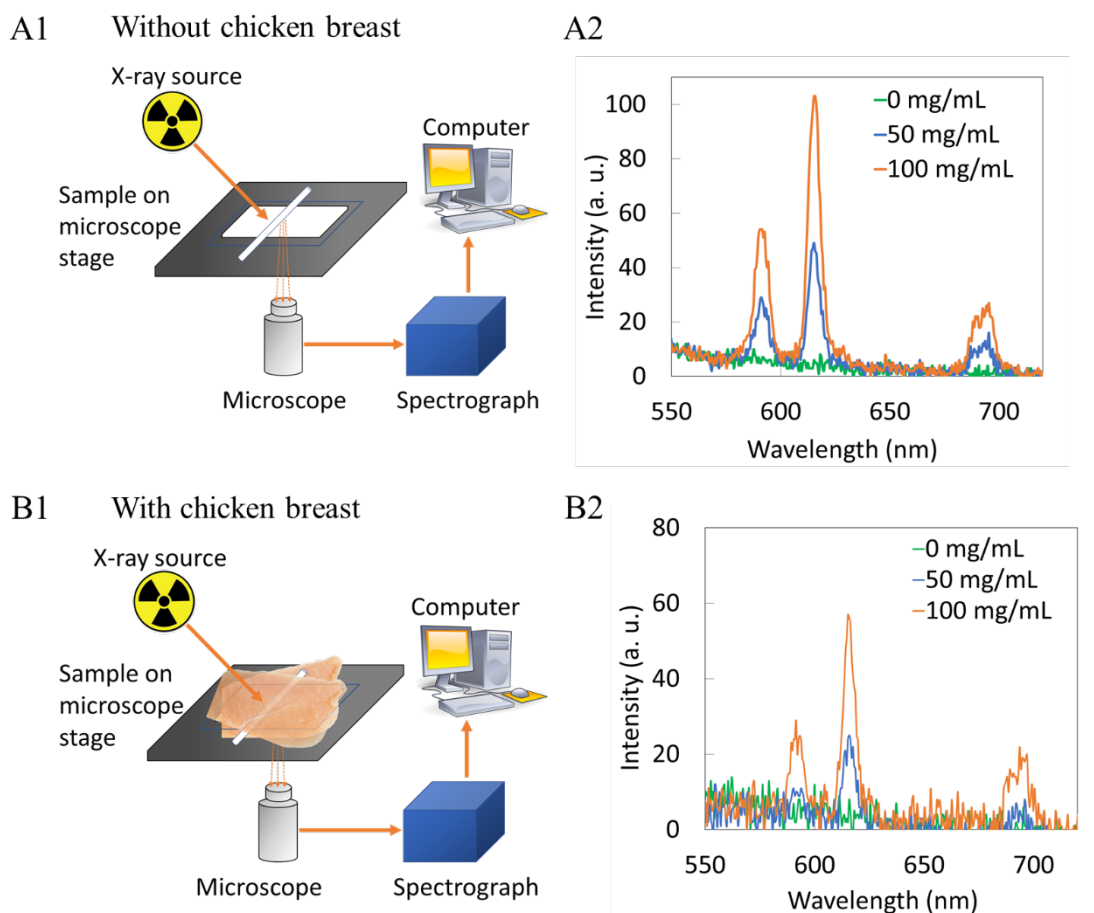 A1 Without chicken breast
X-ray source
Computer
Sample on
microscope
stage
Microscope
Spectrograph
A2
100
80
60
40
20
0
Intensity (a. u.)
0 mg/mL
50 mg/mL
100 mg/mL
550 600 650 700
Wavelength (nm)
B1 With chicken breast
X-ray source
Computer
Sample on
microscope
stage
Microscope
Spectrograph
B2
80
60
40
20
0
Intensity (a. u.)
0 mg/mL
50 mg/mL
100 mg/mL
550 600 650 700
Wavelength (nm)